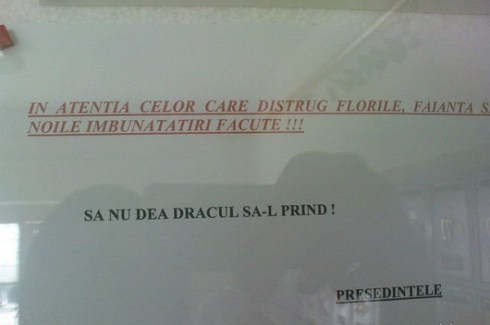 IN ATENTIA CELOR CARE DISTRUG FLORILE, FAIANTA S
NOILE IMBUNATATIRI FACUTE !!!
SA NU DEA DRACUL SA-L PRIND !
PRESEDINTELE